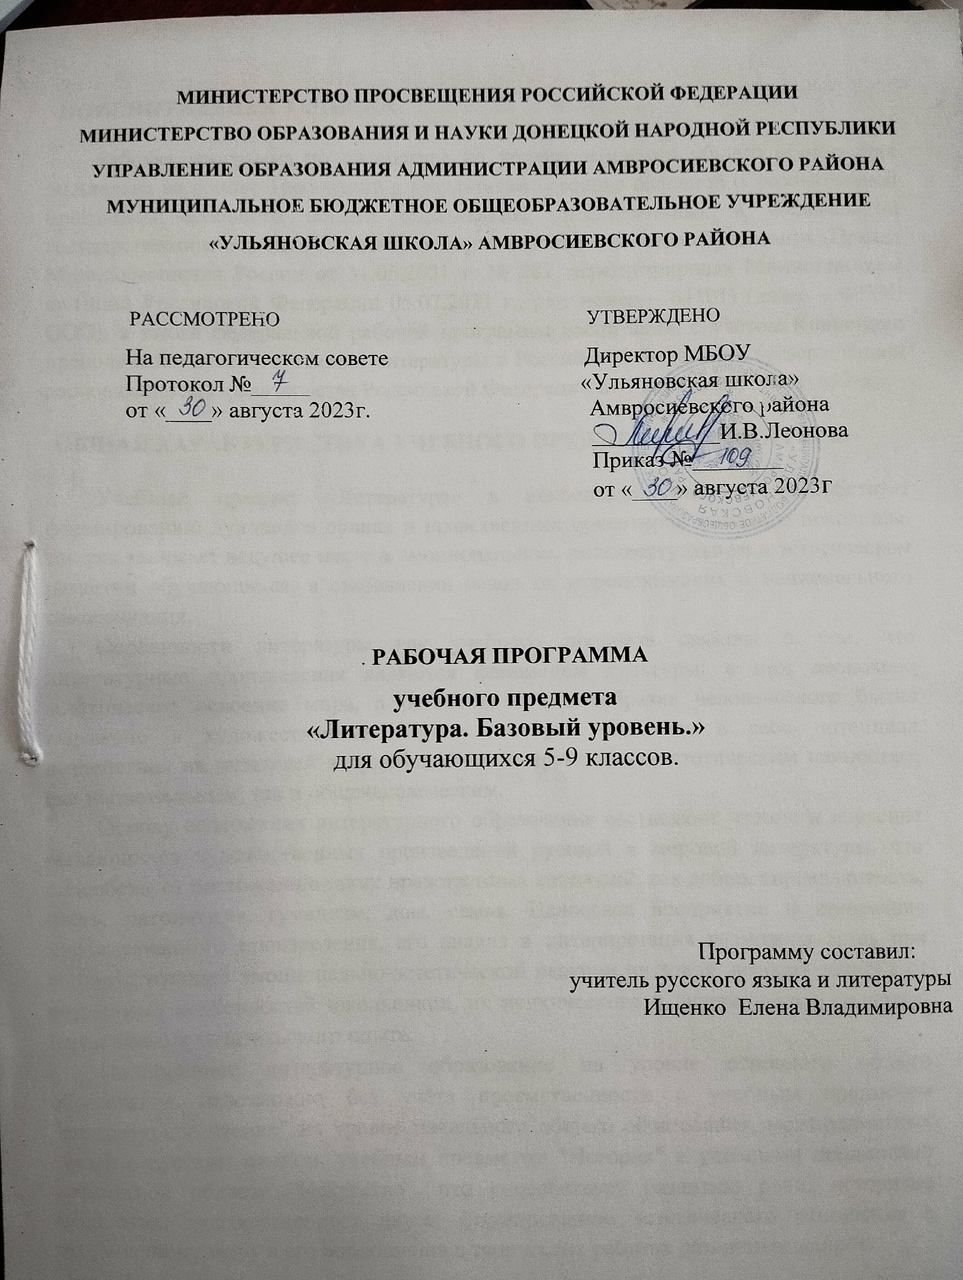 МИНИСТЕРСТВО ПРОСВЕЩЕНИЯ РОССИЙСКОЙ ФЕДЕРАЦИИ
МИНИСТЕРСТВО ОБРАЗОВАНИЯ И НАУКИ ДОНЕЦКОЙ НАРОДНОЙ РЕСПУБЛИКИ
УПРАВЛЕНИЕ ОБРАЗОВАНИЯ АДМИНИСТРАЦИИ АМВРОСИЕВСКОГО РАЙОНА
МУНИЦИПАЛЬНОЕ БЮДЖЕТНОЕ ОБЩЕОБРАЗОВАТЕЛЬНОЕ УЧРЕЖДЕНИЕ
«УЛЬЯНОВСКАЯ ШКОЛА» АМВРОСИЕВСКОГО РАЙОНА
РАССМОТРЕНО
На педагогическом совете
Протокол № 7
от «30» августа 2023г.
УТВЕРЖДЕНО
Директор МБОУ
«Ульяновская школа»
Амвросиевского района
И.В.Леонова
Приказ № 109
от «30» августа 2023г
РАБОЧАЯ ПРОГРАММА
учебного предмета
«Литература. Базовый уровень.»
для обучающихся 5-9 классов.
Программу составил:
учитель русского языка и литературы
Ищенко Елена Владимировна